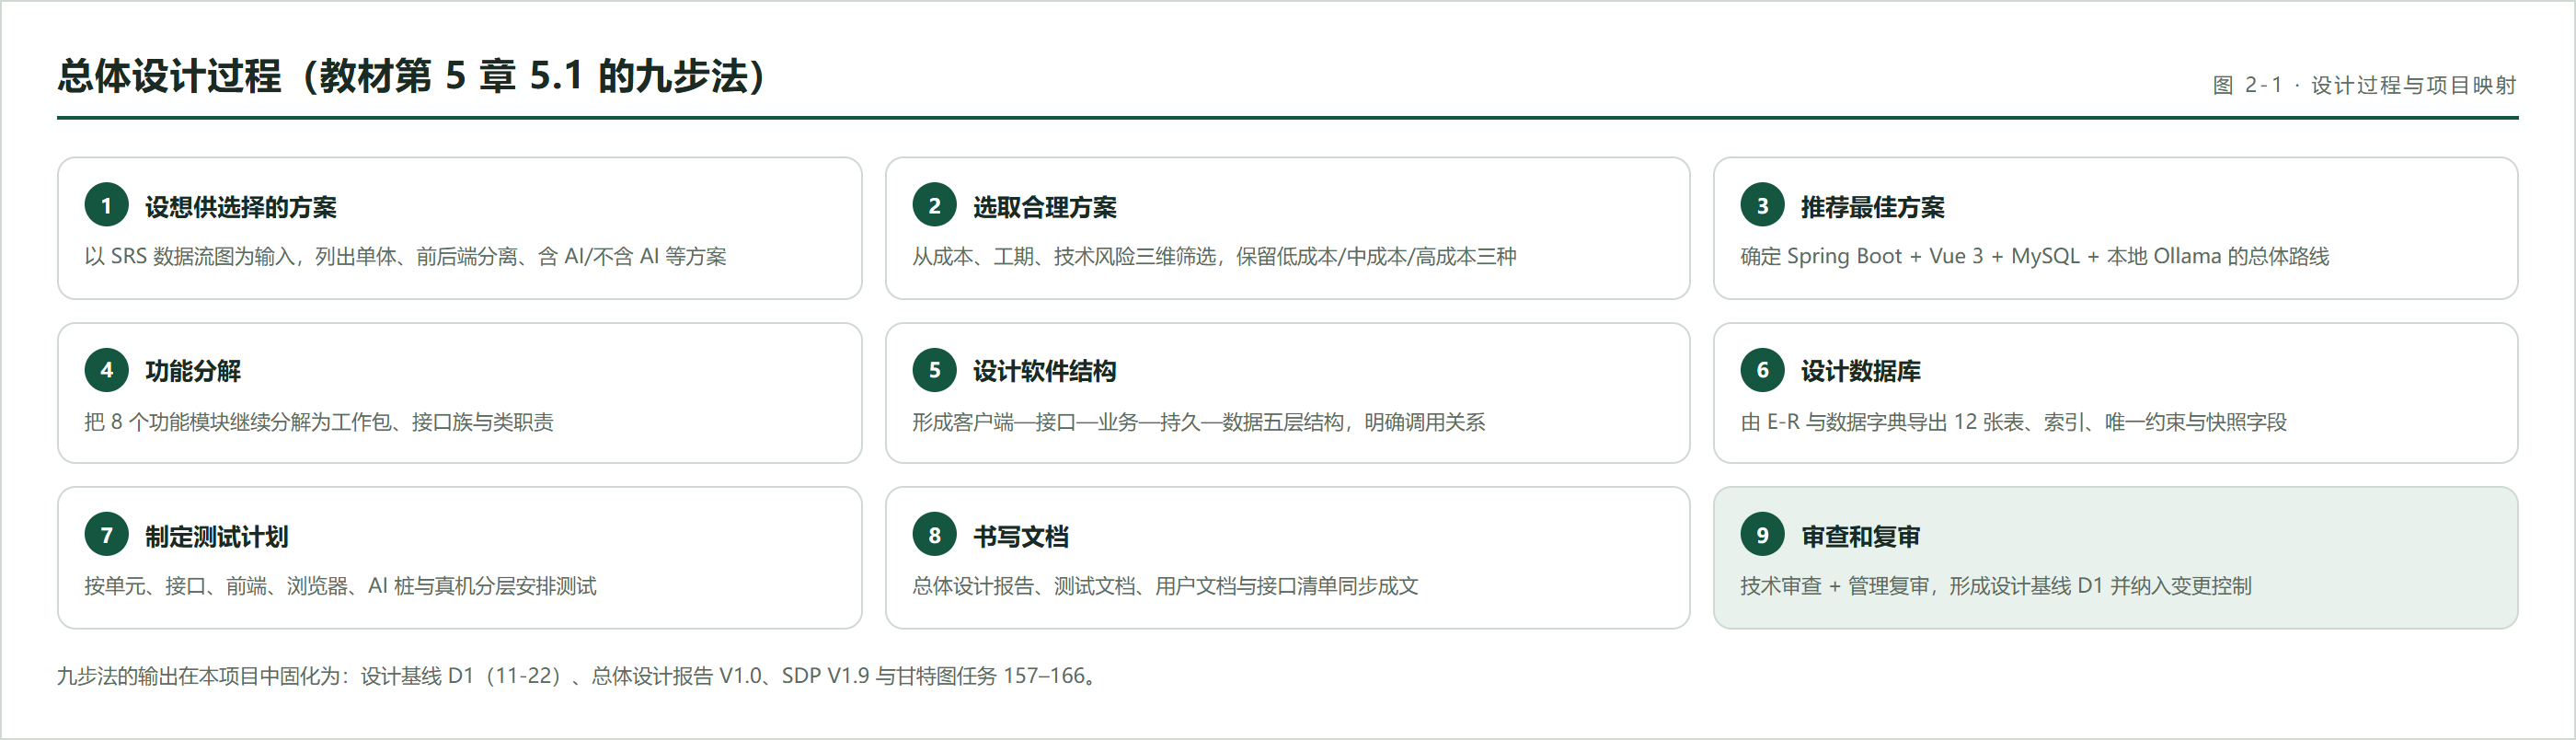 总体设计过程（教材第 5 章 5.1 的九步法）
图 2-1 · 设计过程与项目映射
1 设想供选择的方案
以 SRS 数据流图为输入，列出单体、前后端分离、含 AI/不含 AI 等方案
2 选取合理方案
从成本、工期、技术风险三维筛选，保留低成本/中成本/高成本三种
3 推荐最佳方案
确定 Spring Boot + Vue 3 + MySQL + 本地 Ollama 的总体路线
4 功能分解
把 8 个功能模块继续分解为工作包、接口族与类职责
5 设计软件结构
形成客户端—接口—业务—持久—数据五层结构，明确调用关系
6 设计数据库
由 E-R 与数据字典导出 12 张表、索引、唯一约束与快照字段
7 制定测试计划
按单元、接口、前端、浏览器、AI 桩与真机分层安排测试
8 书写文档
总体设计报告、测试文档、用户文档与接口清单同步成文
9 审查和复审
技术审查 + 管理复审，形成设计基线 D1 并纳入变更控制
九步法的输出在本项目中固化为：设计基线 D1（11-22）、总体设计报告 V1.0、SDP V1.9 与甘特图任务 157–166。